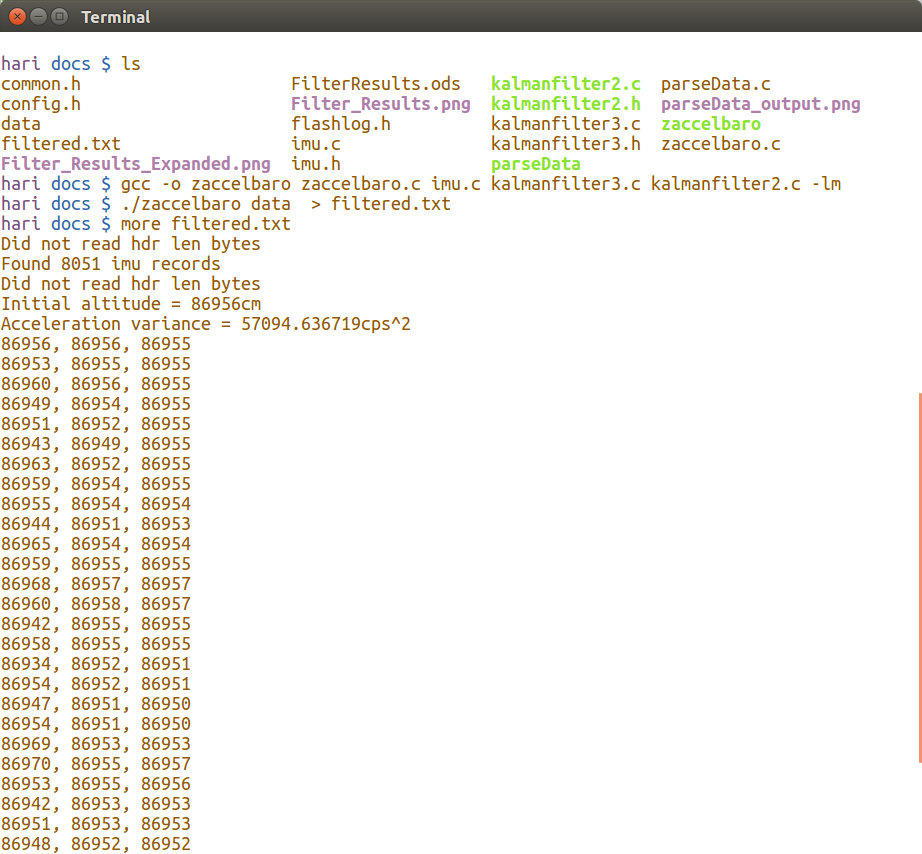 Terminal
hari docs $ ls
common.h FilterResults.ods kalmanfilter2.c parseData.c
config.h Filter_Results.png kalmanfilter2.h parseData_output.png
data flashlog.h kalmanfilter3.c zaccelbaro
filtered.txt imu.c kalmanfilter3.h zaccelbaro.c
Filter_Results_Expanded.png imu.h parseData
hari docs $ gcc -o zaccelbaro zaccelbaro.c imu.c kalmanfilter3.c kalmanfilter2.c -lm
hari docs $ ./zaccelbaro data  > filtered.txt
hari docs $ more filtered.txt
Did not read hdr len bytes
Found 8051 imu records
Did not read hdr len bytes
Initial altitude = 86956cm
Acceleration variance = 57094.636719cps^2
86956, 86956, 86955
86953, 86955, 86955
86960, 86956, 86955
86949, 86954, 86955
86951, 86952, 86955
86943, 86949, 86955
86963, 86952, 86955
86959, 86954, 86955
86955, 86954, 86954
86944, 86951, 86953
86965, 86954, 86954
86959, 86955, 86955
86968, 86957, 86957
86960, 86958, 86957
86942, 86955, 86955
86958, 86955, 86955
86934, 86952, 86951
86954, 86952, 86951
86947, 86951, 86950
86954, 86951, 86950
86969, 86953, 86953
86970, 86955, 86957
86953, 86955, 86956
86942, 86953, 86953
86951, 86953, 86953
86948, 86952, 86952